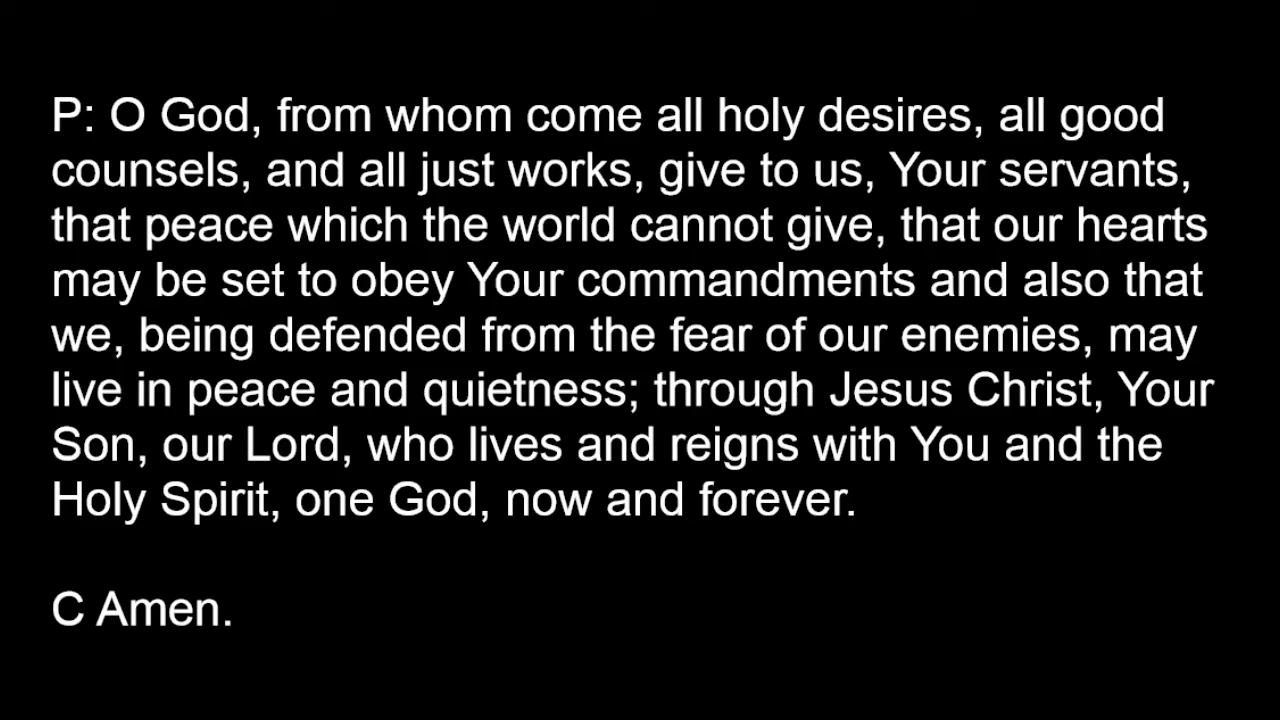 P: O God, from whom come all holy desires, all good
counsels, and all just works, give to us, Your servants,
that peace which the world cannot give, that our hearts
may be set to obey Your commandments and also that
we, being defended from the fear of our enemies, may
live in peace and quietness; through Jesus Christ, Your
Son, our Lord, who lives and reigns with You and the
Holy Spirit, one God, now and forever.
C Amen.